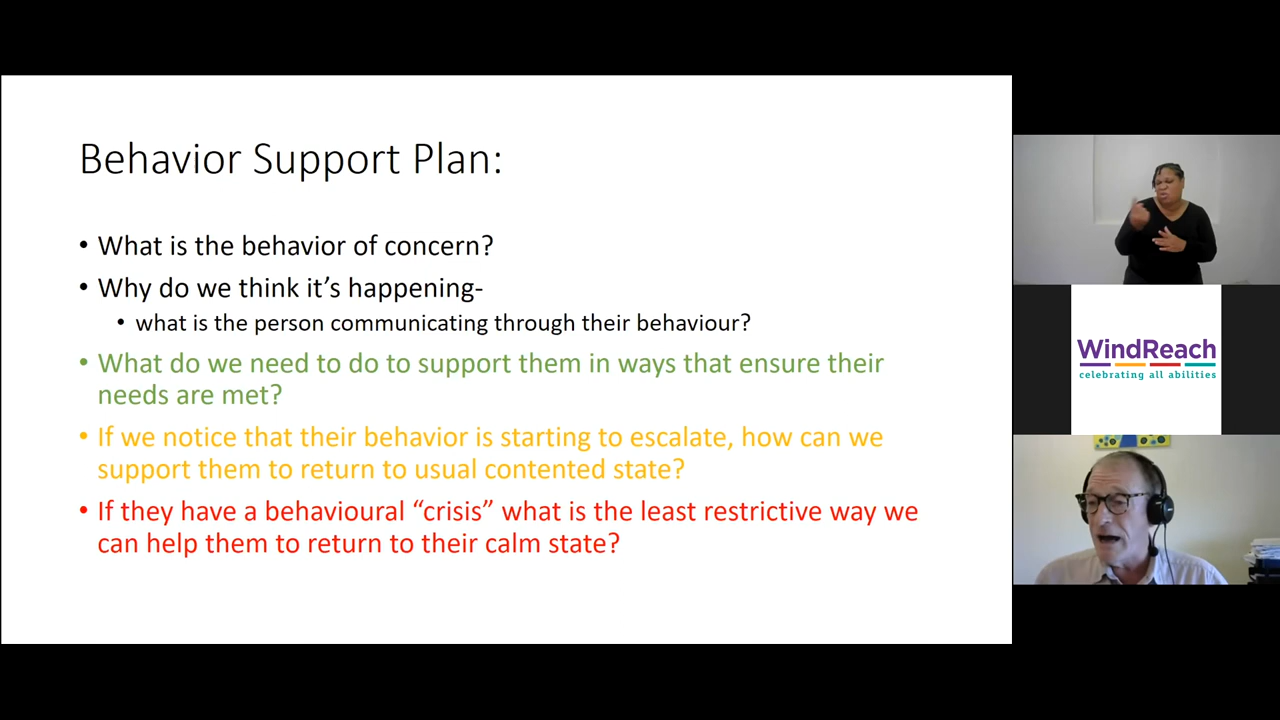 Behavior Support Plan:
• What is the behavior of concern?
• Why do we think it's happening-
• what is the person communicating through their behaviour?
• What do we need to do to support them in ways that ensure their
needs are met?
• If we notice that their behavior is starting to escalate, how can we
support them to return to usual contented state?
• If they have a behavioural “crisis” what is the least restrictive way we
can help them to return to their calm state?
WindReach
celebrating all abilities